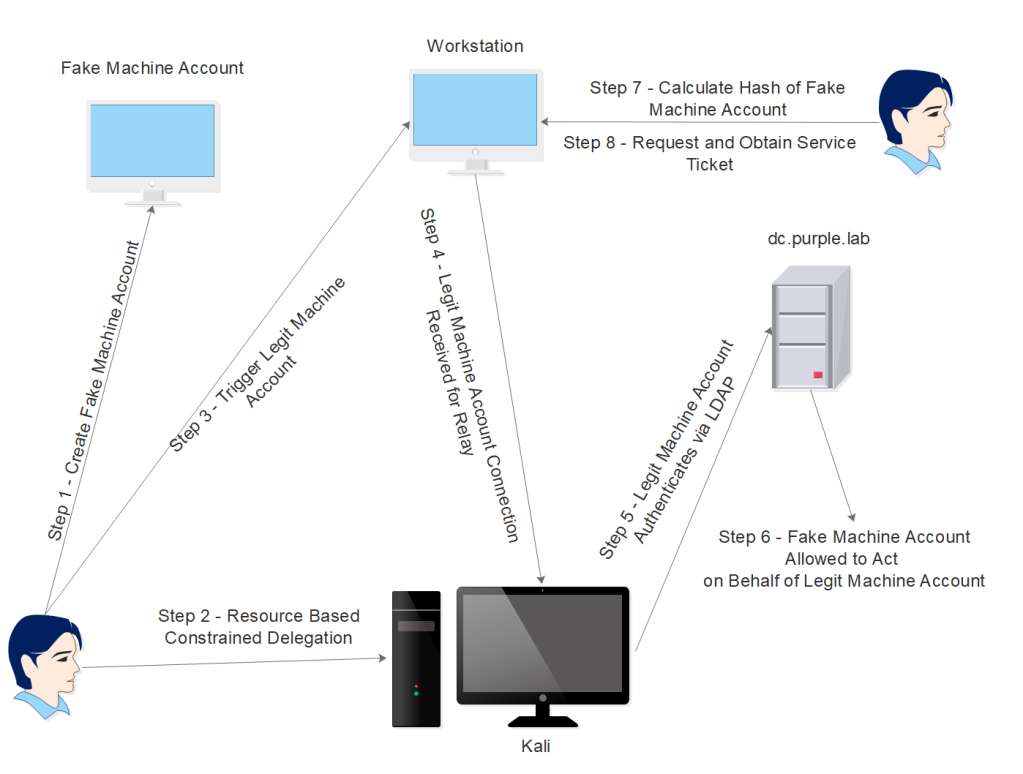 Workstation
Fake Machine Account
Step 7 - Calculate Hash of Fake
Machine Account
Step 8 - Request and Obtain Service
Ticket
dc.purple.lab
Step 1 - Create Fake Machine Account
Step 3 - Trigger Legit Machine
Account
Step 4 - Legit Machine Account Connection
Received for Relay
Step 5 - Legit Machine Account
Authenticates via LDAP
Step 6 - Fake Machine Account
Allowed to Act
on Behalf of Legit Machine Account
Step 2 - Resource Based
Constrained Delegation
Kali